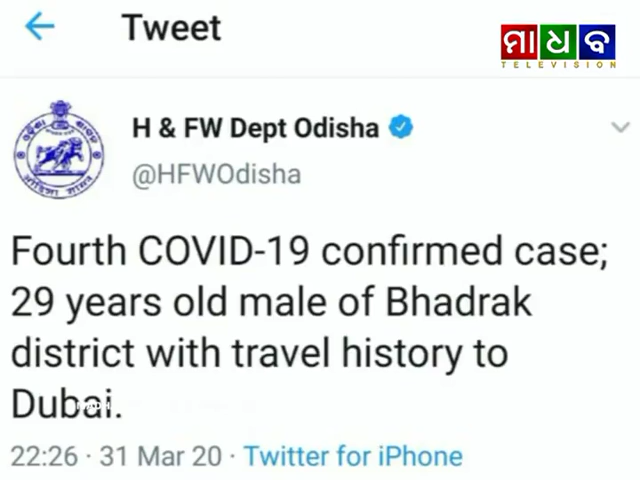 Tweet
ମାଧବ
TELEVISION
H & FW Dept Odisha
@HFWOdisha
Fourth COVID-19 confirmed case;
29 years old male of Bhadrak
district with travel history to
Dubai.
22:26 · 31 Mar 20 · Twitter for iPhone